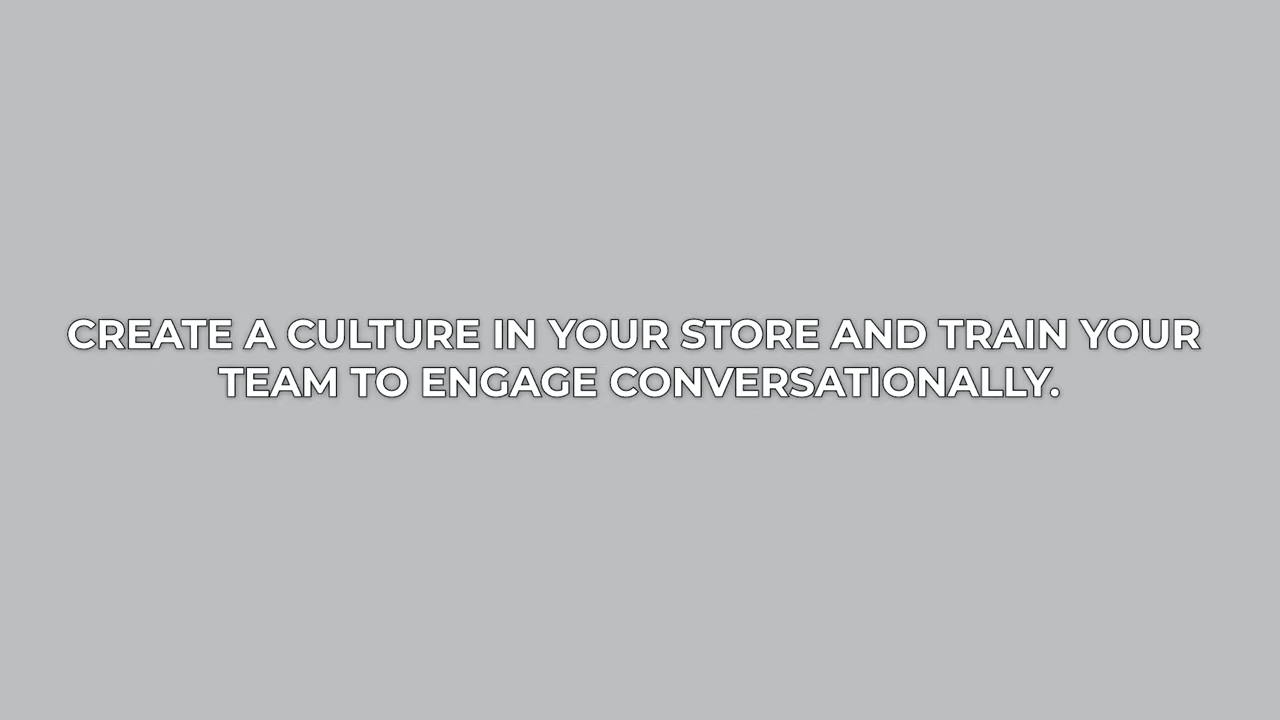 CREATE A CULTURE IN YOUR STORE AND TRAIN YOUR
TEAM TO ENGAGE CONVERSATIONALLY.